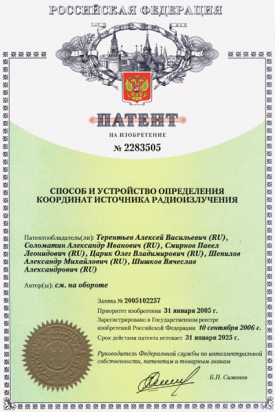 РОССИЙСКАЯ ФЕДЕРАЦИЯ
ПАТЕНТ
НА ИЗОБРЕТЕНИЕ
№ 2283505
СПОСОБ И УСТРОЙСТВО ОПРЕДЕЛЕНИЯ
КООРДИНАТ ИСТОЧНИКА РАДИОИЗЛУЧЕНИЯ
Патентообладатель(ли): Терентьев Алексей Васильевич (RU),
Соломатин Александр Иванович (RU), Смирнов Павел
Леонидович (RU), Царик Олег Владимирович (RU), Шепилов
Александр Михайлович (RU), Шишков Вячеслав
Александрович (RU)
Автор(ы): см. на обороте
Заявка № 2005102257
Приоритет изобретения 31 января 2005 г.
Зарегистрировано в Государственном реестре
изобретений Российской Федерации 10 сентября 2006 г.
Срок действия патента истекает 31 января 2025 г.
Руководитель Федеральной службы по интеллектуальной
собственности, патентам и товарным знакам
Б.П. Симонов